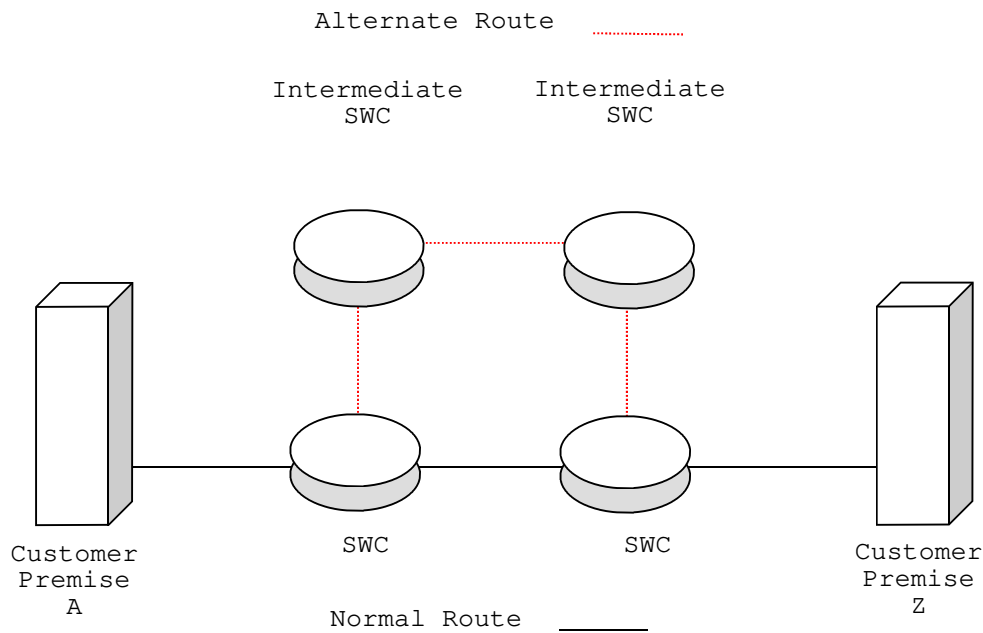 Alternate Route
Intermediate
SWC
Intermediate
SWC
SWC
SWC
Customer
Premise
A
Customer
Premise
Z
Normal Route